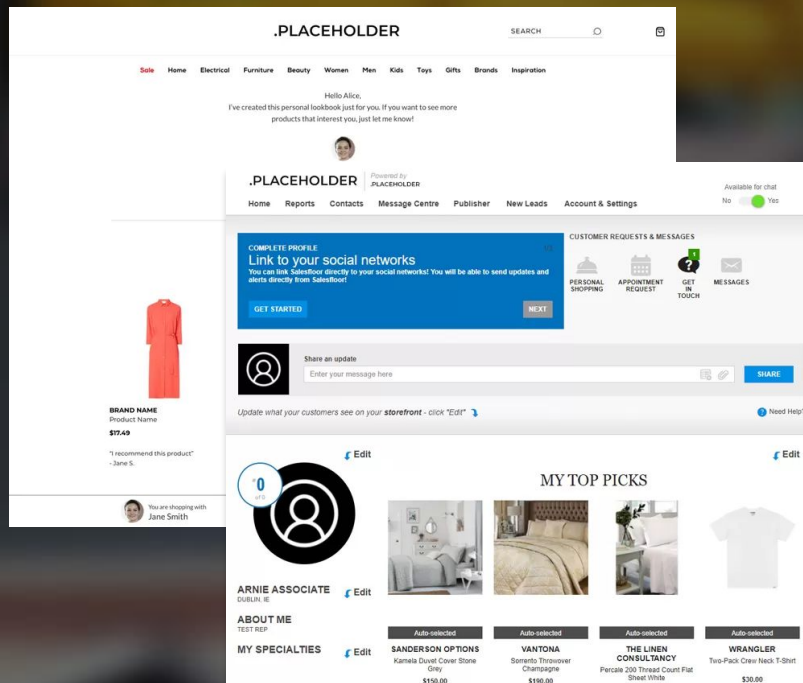 .PLACEHOLDER
SEARCH
Sale Home Electrical Furniture Beauty Women Men Kids Toys Gifts Brands Inspiration
Hello Alice,
I've created this personal lookbook just for you. If you want to see more
products that interest you, just let me know!
BRAND NAME
Product Name
$17.49
"I recommend this product"
- Jane S.
You are shopping with
Jane Smith
.PLACEHOLDER
Powered by
.PLACEHOLDER
Home Reports Contacts Message Centre Publisher New Leads Account & Settings
Available for chat
No Yes
COMPLETE PROFILE
Link to your social networks
You can link Salesfloor directly to your social networks! You will be able to send updates and
alerts directly from Salesfloor!
GET STARTED
NEXT
CUSTOMER REQUESTS & MESSAGES
1
PERSONAL
SHOPPING
APPOINTMENT
REQUEST
GET
IN
TOUCH
MESSAGES
Share an update
Enter your message here
SHARE
Update what your customers see on your storefront - click "Edit"
Need Help?
Edit
Edit
0
of 0
MY TOP PICKS
ARNIE ASSOCIATE
DUBLIN, IE
Edit
ABOUT ME
TEST REP
MY SPECIALTIES
Edit
Auto-selected
SANDERSON OPTIONS
Kamela Duvet Cover Stone
Grey
$150.00
Auto-selected
VANTONA
Sorrento Throwover
Champagne
$190.00
Auto-selected
THE LINEN
CONSULTANCY
Percale 200 Thread Count Flat
Sheet White
Auto-selected
WRANGLER
Two-Pack Crew Neck T-Shirt
$30.00